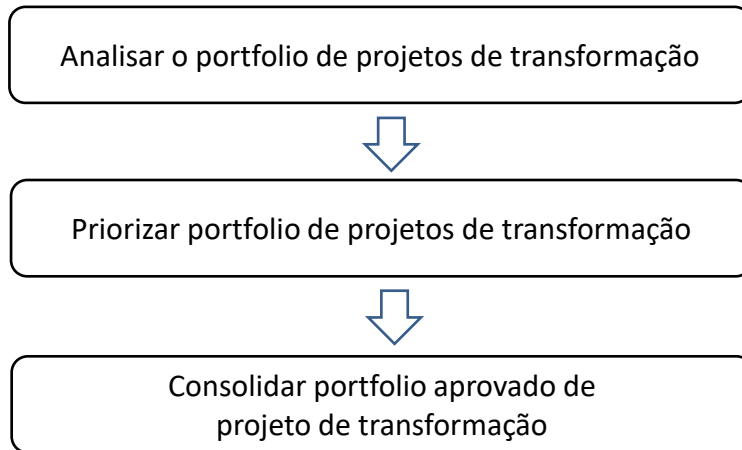 Analisar o portfolio de projetos de transformação
Priorizar portfolio de projetos de transformação
Consolidar portfolio aprovado de
projeto de transformação